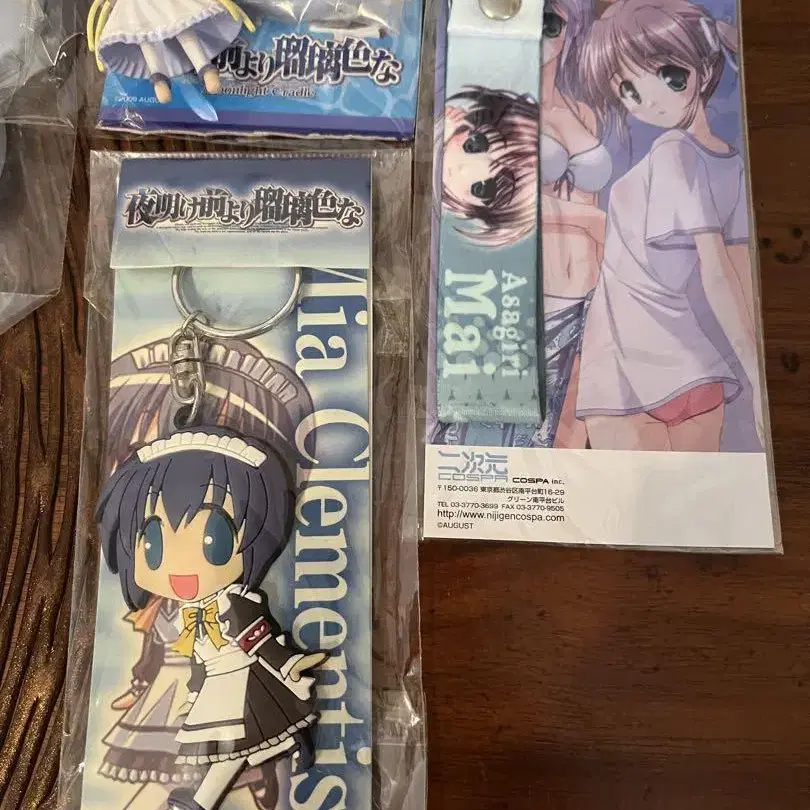 明け前より瑠璃色な
Moonlight Cradle
©2009 AUGUST
夜明け前より瑠璃色な
Mia Clementis
Asagiri
Mai
二次元
COSPA COSPA inc.
〒150-0036 東京都渋谷区南平台町16-29
グリーン南平台ビル
TEL 03-3770-3699 FAX 03-3770-9505
http://www.nijigencospa.com
©AUGUST